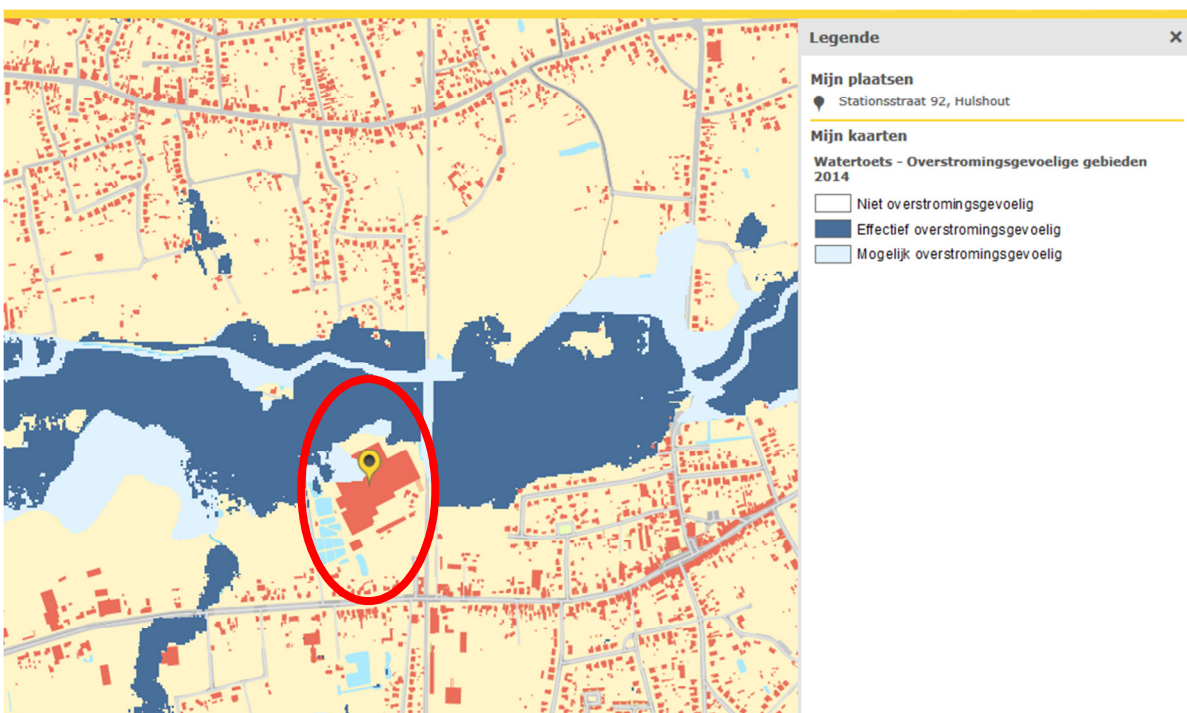 Legende ×
Mijn plaatsen
Stationsstraat 92, Hulshout
Mijn kaarten
Watertoets - Overstromingsgevoelige gebieden
2014
Niet overstromingsgevoelig
Effectief overstromingsgevoelig
Mogelijk overstromingsgevoelig